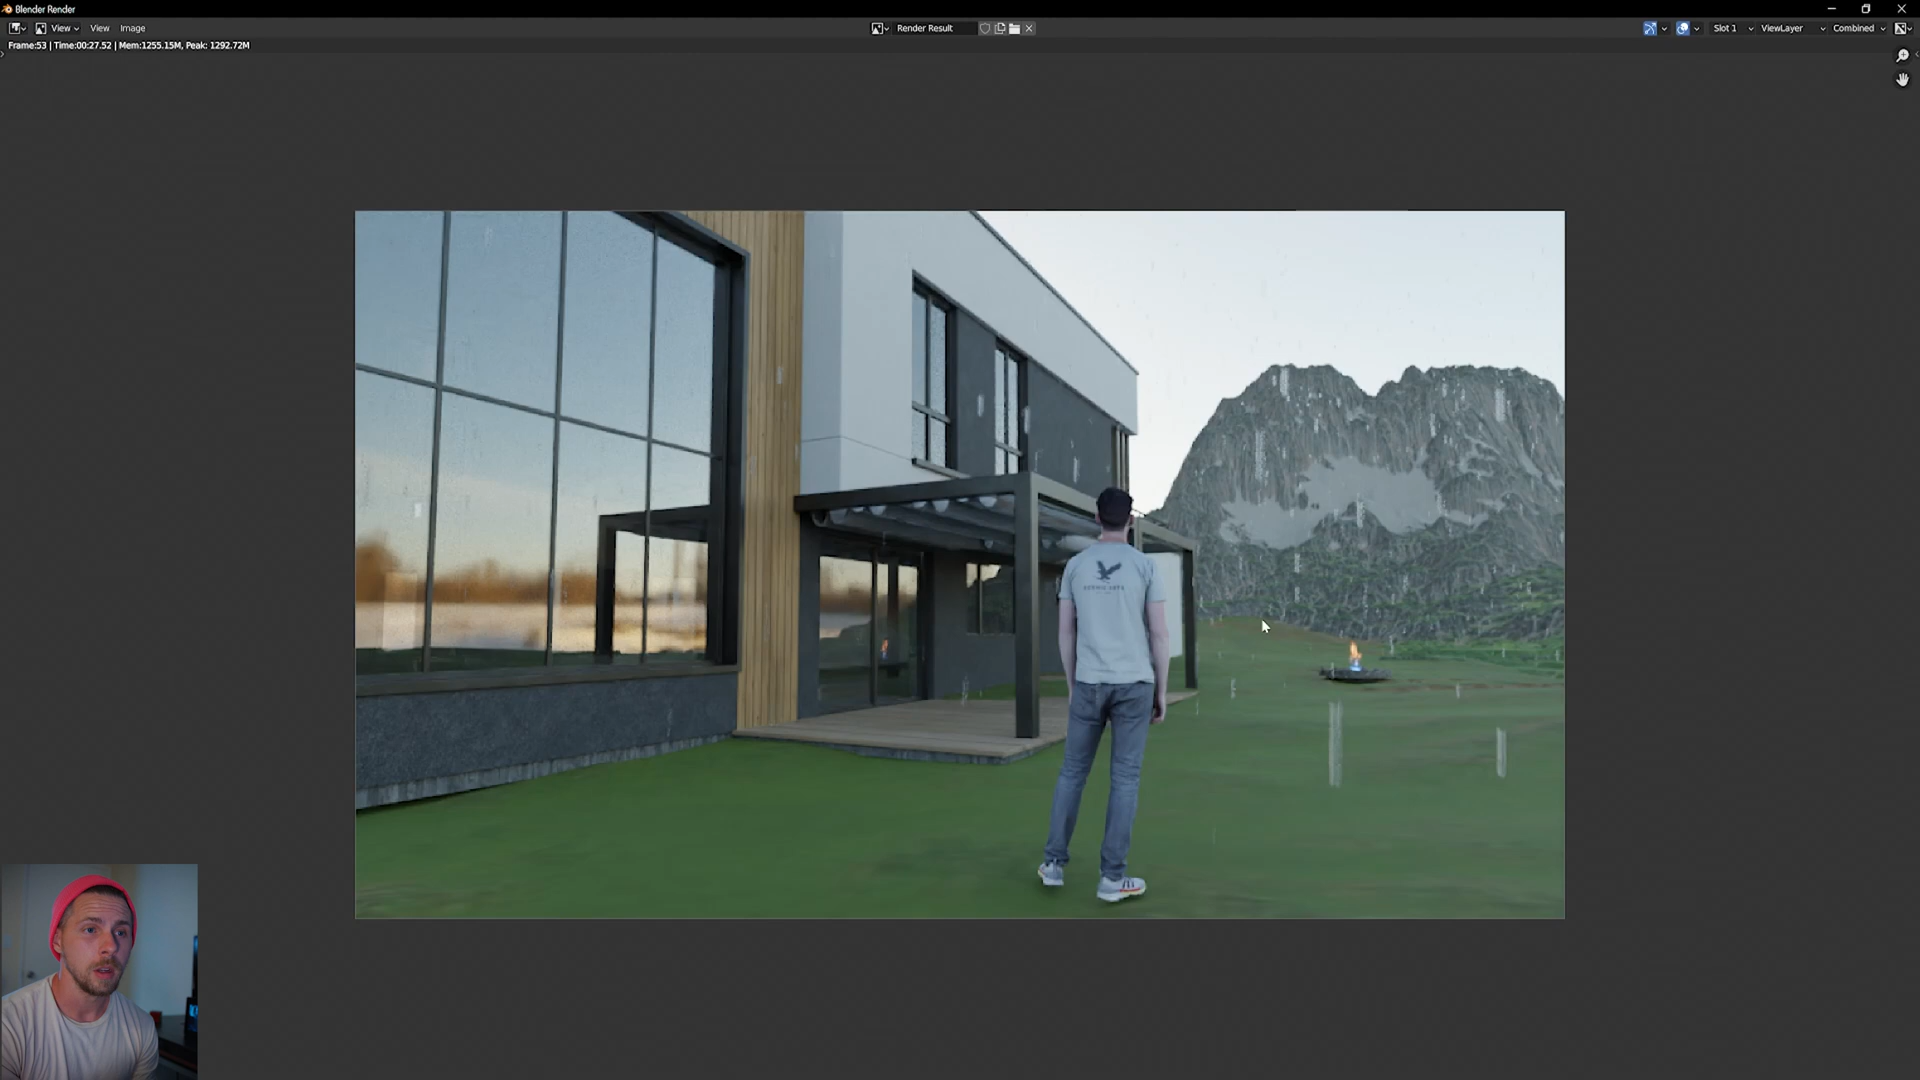 Blender Render
View
View
Image
Render Result
Slot 1
ViewLayer
Combined
Frame:53 | Time:00:27.52 | Mem:1255.15M, Peak: 1292.72M